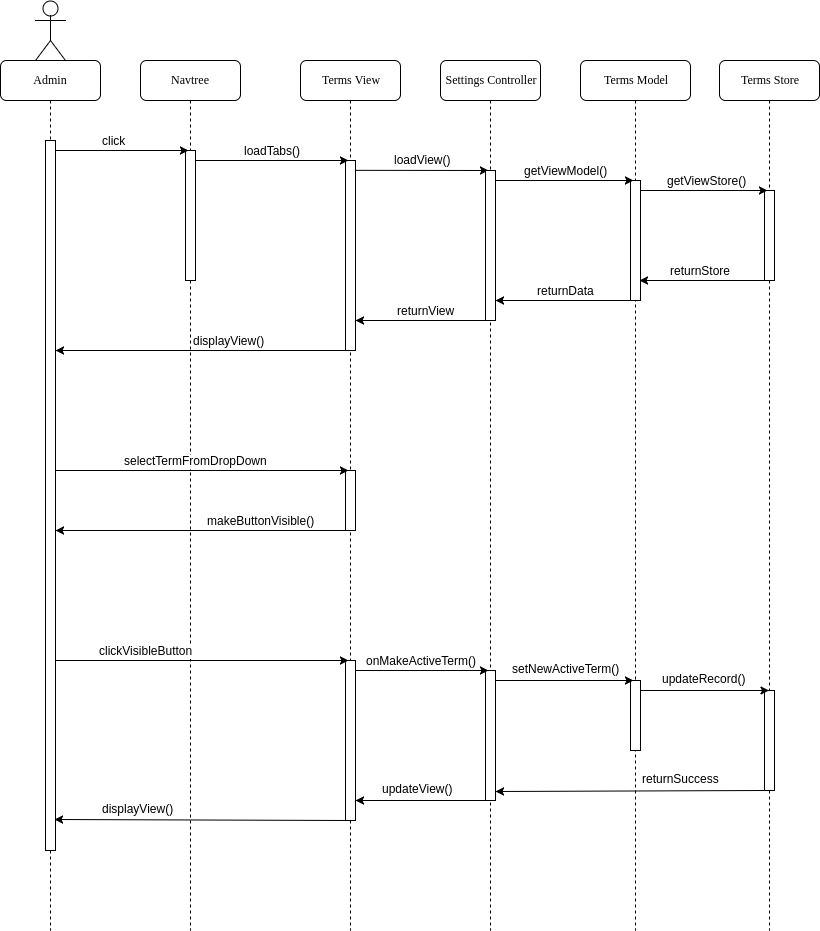 Admin
Navtree
Terms View
Settings Controller
Terms Model
Terms Store
click
loadTabs()
loadView()
getViewModel()
getViewStore()
returnStore
returnData
returnView
displayView()
selectTermFromDropDown
makeButtonVisible()
clickVisibleButton
onMakeActiveTerm()
setNewActiveTerm()
updateRecord()
returnSuccess
updateView()
displayView()